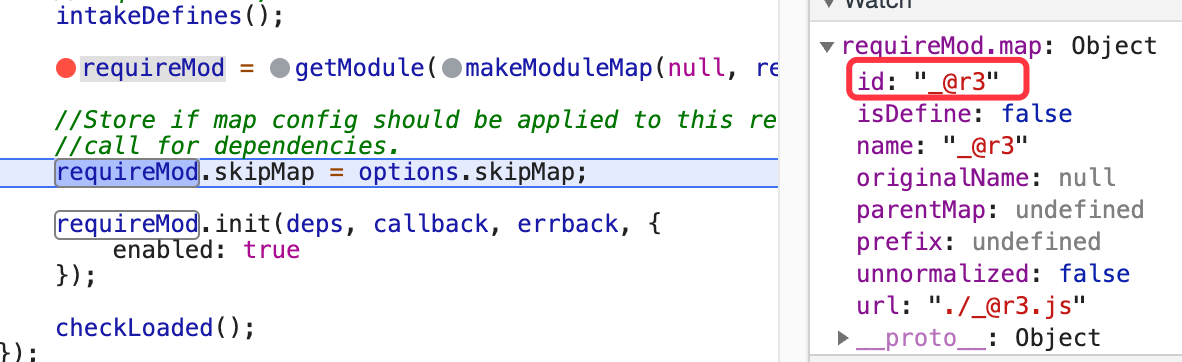 intakeDefines();
requireMod = getModule(makeModuleMap(null, re
//Store if map config should be applied to this re
//call for dependencies.
requireMod.skipMap = options.skipMap;
requireMod.init(deps, callback, errback, {
enabled: true
});
checkLoaded();
});
Watch
requireMod.map: Object
id: "_@r3"
isDefine: false
name: "_@r3"
originalName: null
parentMap: undefined
prefix: undefined
unnormalized: false
url: "./_@r3.js"
__proto__: Object